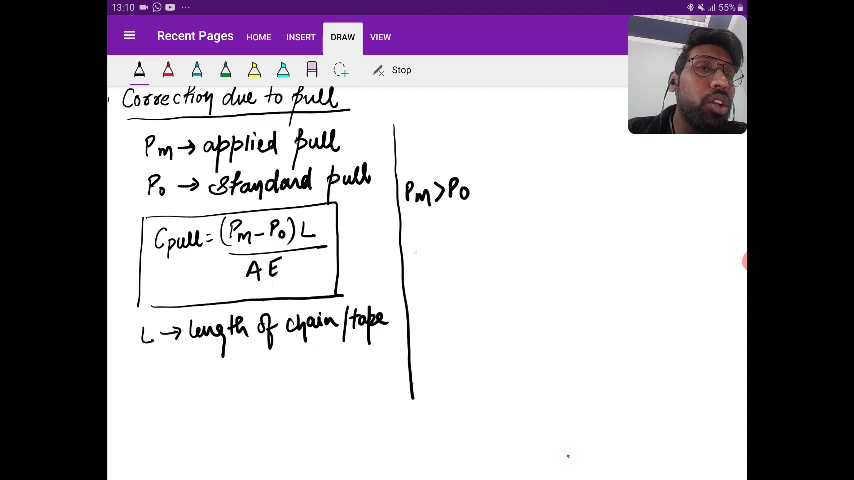 13:10
55%
Recent Pages HOME INSERT DRAW VIEW
Stop
Correction due to pull
Pm → applied pull
Po → Standard pull
Cpull = (Pm - Po) L
A E
L → length of chain/tape
Pm > Po